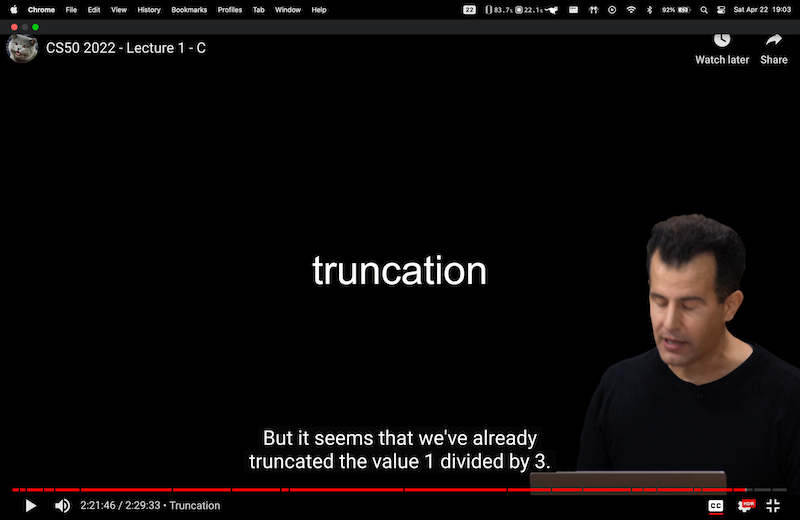 Chrome File Edit View History Bookmarks Profiles Tab Window Help 22 83.7% 22.1% 92% Sat Apr 22 19:03
CS50 2022 - Lecture 1 - C
Watch later Share
truncation
But it seems that we've already
truncated the value 1 divided by 3.
2:21:46 / 2:29:33 • Truncation CC HDR